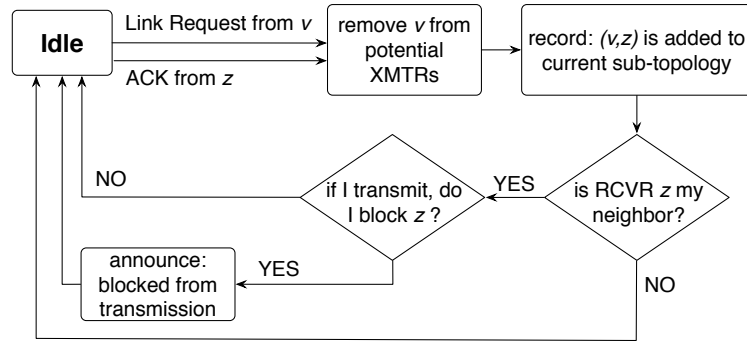 Idle
Link Request from v
ACK from z
remove v from
potential
XMTRs
record: (v,z) is added to
current sub-topology
is RCVR z my
neighbor?
YES
NO
if I transmit, do
I block z ?
NO
YES
announce:
blocked from
transmission